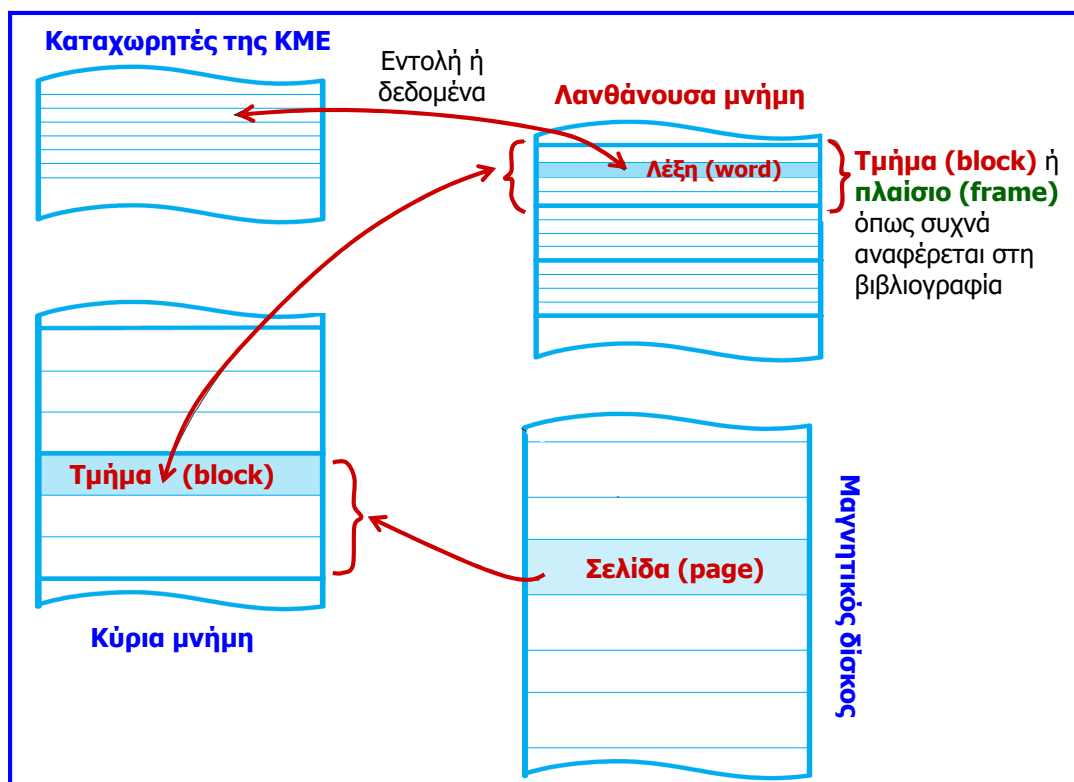 Καταχωρητές της ΚΜΕ
Εντολή ή
δεδομένα
Λανθάνουσα μνήμη
Λέξη (word)
Τμήμα (block) ή
πλαίσιο (frame)
όπως συχνά
αναφέρεται στη
βιβλιογραφία
Τμήμα (block)
Κύρια μνήμη
Σελίδα (page)
Μαγνητικός δίσκος